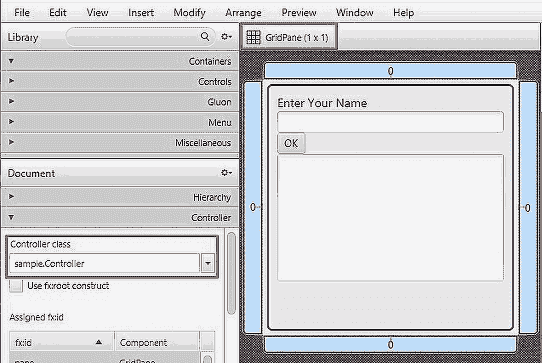 File Edit View Insert Modify Arrange Preview Window Help
Library
GridPane (1 x 1)
Containers
Controls
Gluon
Menu
Miscellaneous
Document
Hierarchy
Controller
Controller class
sample.Controller
Use fx:root construct
Assigned fx:id
fx:id Component
GridPane
0
Enter Your Name
OK
0
0
0